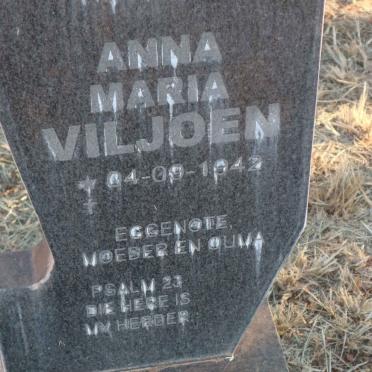 ANNA
MARIA
VILJOEN
04-09-1942
EGGENOTE,
MOEDER EN OUMA
PSALM 23
DIE HERE IS
MY HERDER